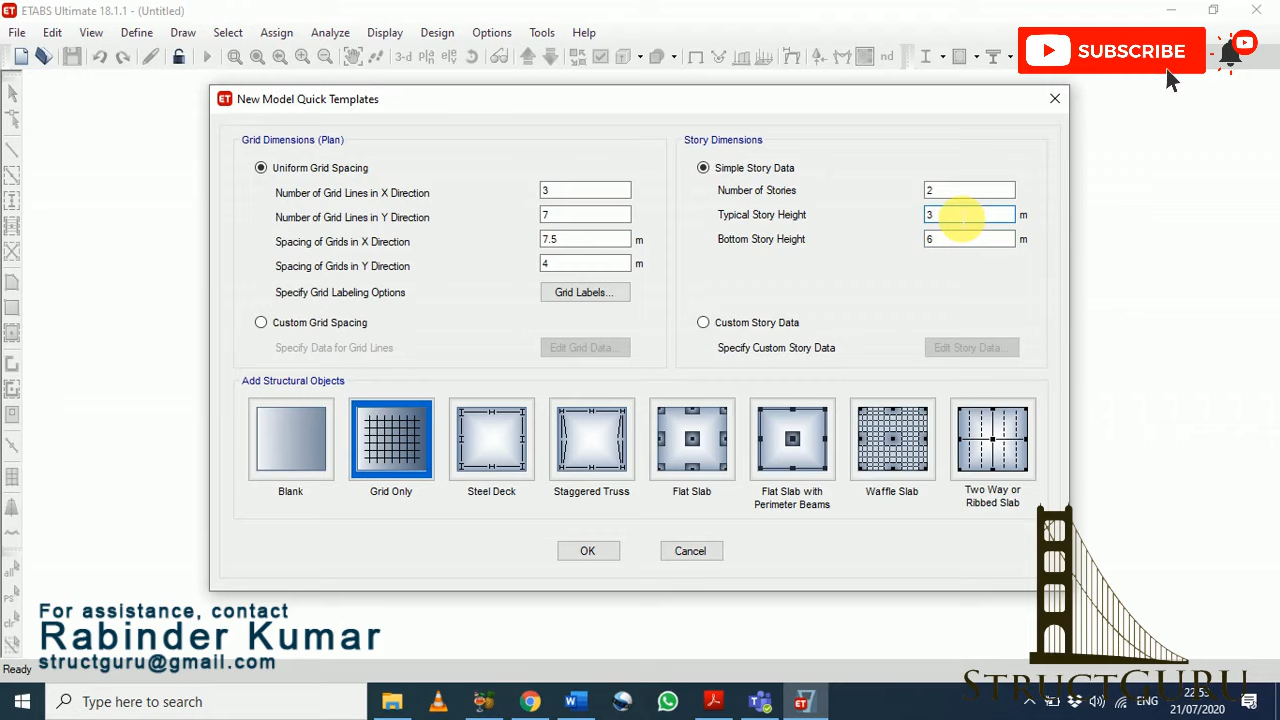 ETABS Ultimate 18.1.1 - (Untitled)
File Edit View Define Draw Select Assign Analyze Display Design Options Tools Help
SUBSCRIBE
3-D
nd
New Model Quick Templates
Grid Dimensions (Plan)
Uniform Grid Spacing
Number of Grid Lines in X Direction 3
Number of Grid Lines in Y Direction 7
Spacing of Grids in X Direction 7.5 m
Spacing of Grids in Y Direction 4 m
Specify Grid Labeling Options Grid Labels...
Custom Grid Spacing
Specify Data for Grid Lines Edit Grid Data...
Story Dimensions
Simple Story Data
Number of Stories 2
Typical Story Height 3 m
Bottom Story Height 6 m
Custom Story Data
Specify Custom Story Data Edit Story Data...
Add Structural Objects
Blank
Grid Only
Steel Deck
Staggered Truss
Flat Slab
Flat Slab with
Perimeter Beams
Waffle Slab
Two Way or
Ribbed Slab
OK Cancel
all
clr
For assistance, contact
Rabinder Kumar
structguru@gmail.com
STRUCTGURU
Ready
Type here to search
ENG
21/07/2020